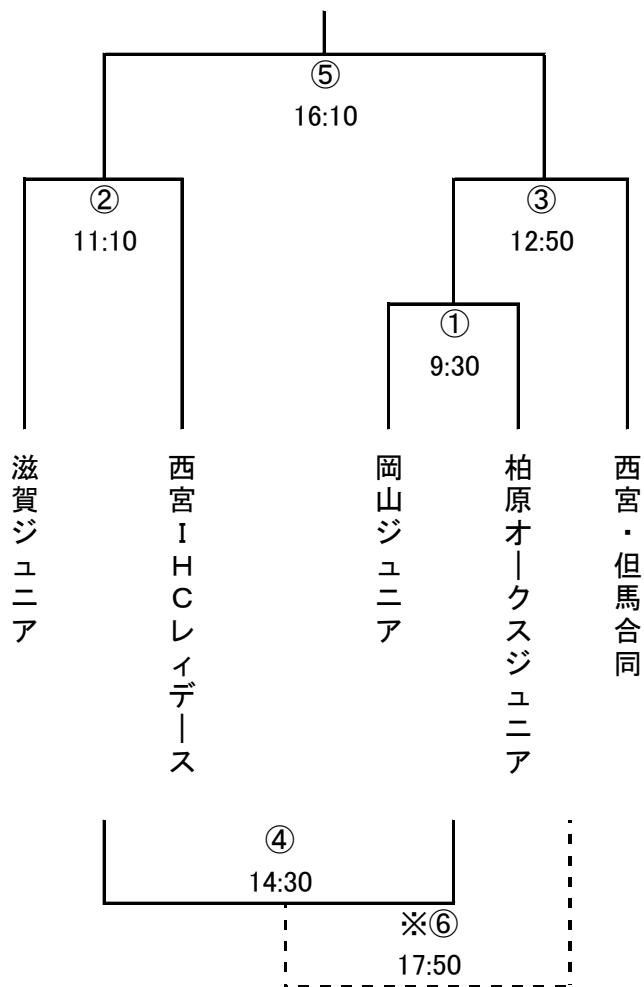 ⑤
16:10
②
11:10
③
12:50
①
9:30
滋賀ジュニア
西宮IHCレィデース
岡山ジュニア
柏原オークスジュニア
西宮・但馬合同
④
14:30
※⑥
17:50